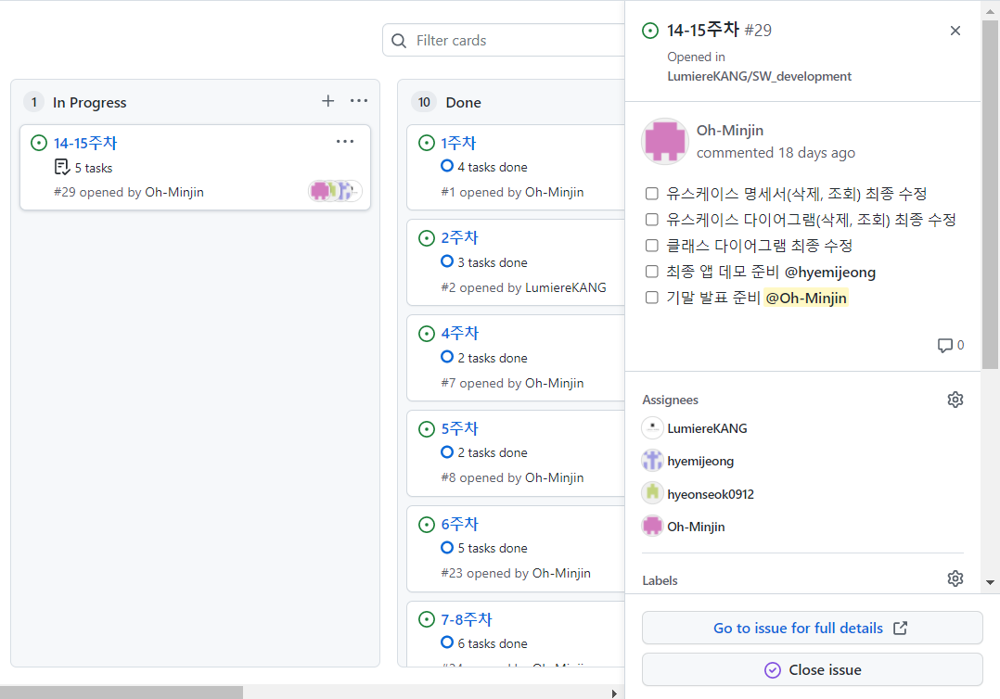 Filter cards
1 In Progress
14-15주차
5 tasks
#29 opened by Oh-Minjin
10 Done
1주차
4 tasks done
#1 opened by Oh-Minjin
2주차
3 tasks done
#2 opened by LumiereKANG
4주차
2 tasks done
#7 opened by Oh-Minjin
5주차
2 tasks done
#8 opened by Oh-Minjin
6주차
5 tasks done
#23 opened by Oh-Minjin
7-8주차
6 tasks done
14-15주차 #29
Opened in
LumiereKANG/SW_development
Oh-Minjin
commented 18 days ago
유스케이스 명세서(삭제, 조회) 최종 수정
유스케이스 다이어그램(삭제, 조회) 최종 수정
클래스 다이어그램 최종 수정
최종 앱 데모 준비 @hyemijeong
기말 발표 준비 @Oh-Minjin
0
Assignees
LumiereKANG
hyemijeong
hyeonseok0912
Oh-Minjin
Labels
Go to issue for full details
Close issue